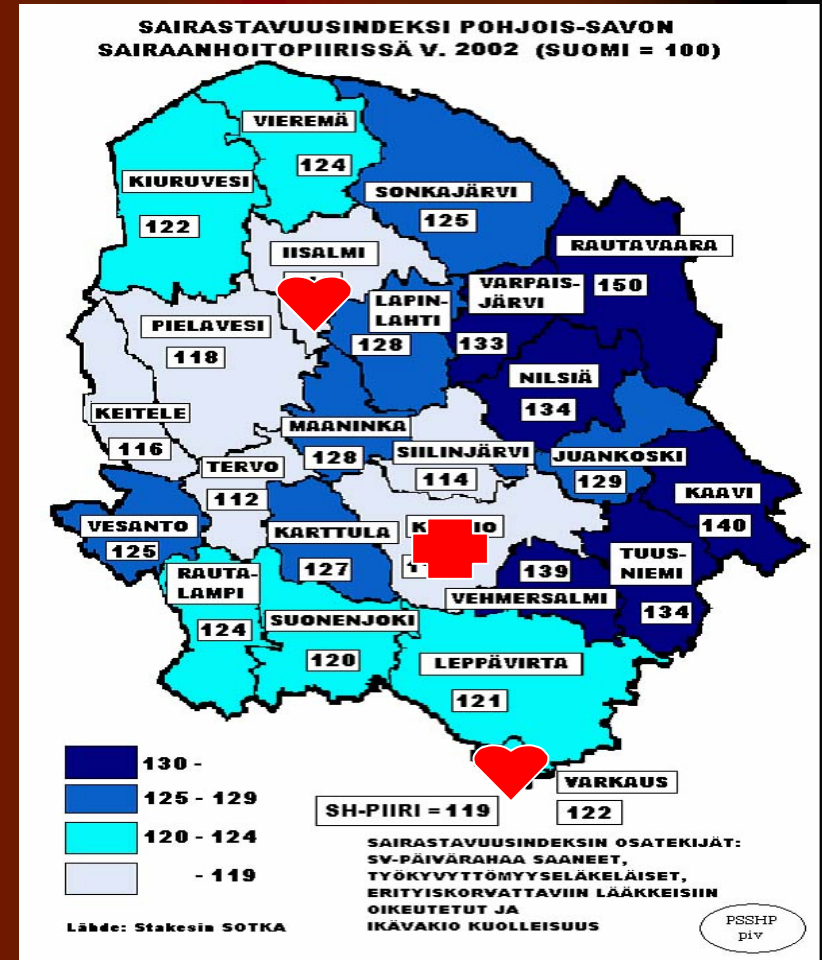 SAIRASTAVUUSINDEKSI POHJOIS-SAVON
SAIRAANHOITOPIIRISSÄ V. 2002 (SUOMI = 100)
VIEREMÄ
124
KIURUVESI
122
SONKAJÄRVI
125
IISALMI
RAUTAVAARA
150
VARPAIS-
JÄRVI
133
LAPIN-
LAHTI
128
PIELAVESI
118
NILSIÄ
134
KEITELE
116
MAANINKA
128
SIILINJÄRVI
114
JUANKOSKI
129
TERVO
112
KAAVI
140
VESANTO
125
KARTTULA
127
TUUS-
NIEMI
134
139
VEHMERSALMI
RAUTA-
LAMPI
124
SUONENJOKI
120
LEPPÄVIRTA
121
VARKAUS
122
130 -
125 - 129
120 - 124
- 119
SH-PIIRI = 119
SAIRASTAVUUSINDEKSIN OSATEKIJÄT:
SV-PÄIVÄRAHAA SAANEET,
TYÖKYVYTTÖMYYSELÄKELÄISET,
ERITYISKORVATTAVIIN LÄÄKKEISIIN
OIKEUTETUT JA
IKÄVAKIO KUOLLEISUUS
Lähde: Stakesin SOTKA
PSSHP
piv